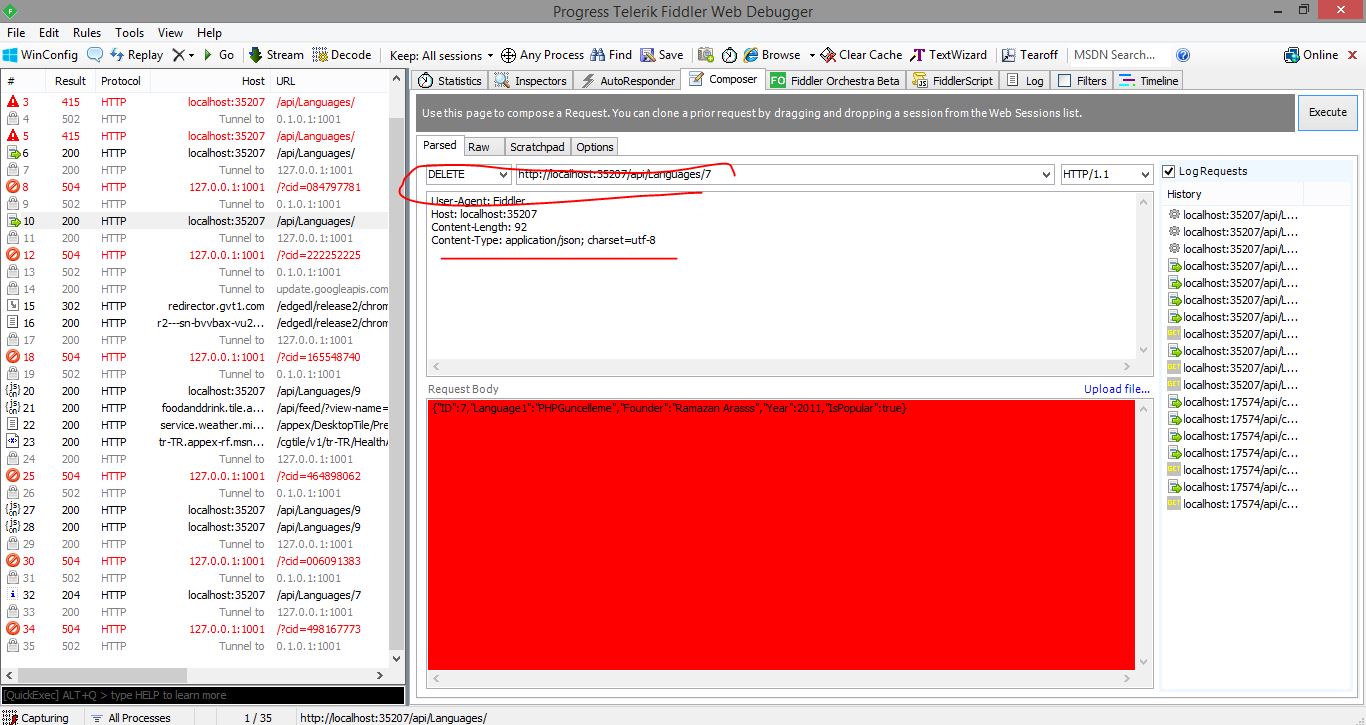 Progress Telerik Fiddler Web Debugger
File Edit Rules Tools View Help
WinConfig Replay Go Stream Decode Keep: All sessions Any Process Find Save Browse Clear Cache TextWizard Tearoff MSDN Search... Online
# Result Protocol Host URL
3 415 HTTP localhost:35207 /api/Languages/
4 502 HTTP Tunnel to 0.1.0.1:1001
5 415 HTTP localhost:35207 /api/Languages/
6 200 HTTP localhost:35207 /api/Languages/
7 200 HTTP Tunnel to 127.0.0.1:1001
8 504 HTTP 127.0.0.1:1001 /?cid=084797781
9 502 HTTP Tunnel to 0.1.0.1:1001
10 200 HTTP localhost:35207 /api/Languages/
11 200 HTTP Tunnel to 127.0.0.1:1001
12 504 HTTP 127.0.0.1:1001 /?cid=222252225
13 502 HTTP Tunnel to 0.1.0.1:1001
14 200 HTTP Tunnel to update.googleapis.com
15 302 HTTP redirector.gvt1.com /edgedl/release2/chrom
16 200 HTTP r2---sn-bvvbax-vu2... /edgedl/release2/chrom
17 200 HTTP Tunnel to 127.0.0.1:1001
18 504 HTTP 127.0.0.1:1001 /?cid=165548740
19 502 HTTP Tunnel to 0.1.0.1:1001
20 200 HTTP localhost:35207 /api/Languages/9
21 200 HTTP foodanddrink.tile.a... /api/feed/?view-name=
22 200 HTTP service.weather.mi... /appex/DesktopTile/Pre
23 200 HTTP tr-TR.appex-rf.msn... /cgtile/v1/tr-TR/HealthA
24 200 HTTP Tunnel to 127.0.0.1:1001
25 504 HTTP 127.0.0.1:1001 /?cid=464898062
26 502 HTTP Tunnel to 0.1.0.1:1001
27 200 HTTP localhost:35207 /api/Languages/9
28 200 HTTP localhost:35207 /api/Languages/9
29 200 HTTP Tunnel to 127.0.0.1:1001
30 504 HTTP 127.0.0.1:1001 /?cid=006091383
31 502 HTTP Tunnel to 0.1.0.1:1001
32 204 HTTP localhost:35207 /api/Languages/7
33 200 HTTP Tunnel to 127.0.0.1:1001
34 504 HTTP 127.0.0.1:1001 /?cid=498167773
35 502 HTTP Tunnel to 0.1.0.1:1001
[QuickExec] ALT+Q > type HELP to learn more
Capturing All Processes 1 / 35 http://localhost:35207/api/Languages/
Statistics Inspectors AutoResponder Composer FO Fiddler Orchestra Beta FiddlerScript Log Filters Timeline
Use this page to compose a Request. You can clone a prior request by dragging and dropping a session from the Web Sessions list.
Execute
Parsed Raw Scratchpad Options
DELETE http://localhost:35207/api/Languages/7 HTTP/1.1
User-Agent: Fiddler
Host: localhost:35207
Content-Length: 92
Content-Type: application/json; charset=utf-8
Request Body Upload file...
{"ID":7,"Language1":"PHPGuncelleme","Founder":"Ramazan Arasss","Year":2011,"IsPopular":true}
Log Requests
History
localhost:35207/api/L...
localhost:35207/api/L...
localhost:35207/api/L...
localhost:35207/api/L...
localhost:35207/api/L...
localhost:35207/api/L...
localhost:35207/api/L...
GET localhost:35207/api/L...
localhost:35207/api/L...
GET localhost:35207/api/L...
GET localhost:35207/api/L...
localhost:17574/api/c...
localhost:17574/api/c...
localhost:17574/api/c...
localhost:17574/api/c...
GET localhost:17574/api/c...
localhost:17574/api/c...
GET localhost:17574/api/c...